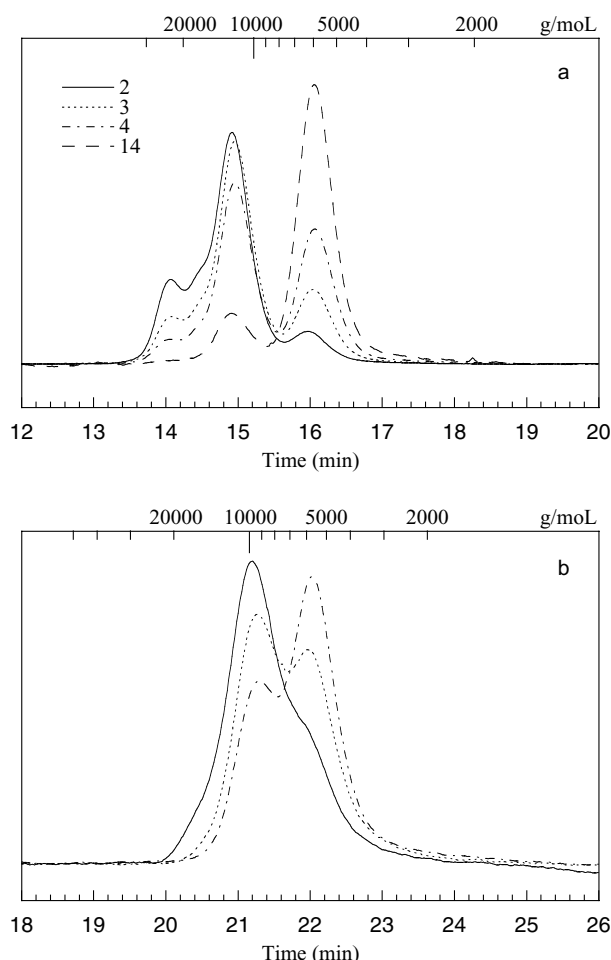 20000 10000 5000 2000 g/moL
a
2
3
4
14
12 13 14 15 16 17 18 19 20
Time (min)
20000 10000 5000 2000 g/moL
b
18 19 20 21 22 23 24 25 26
Time (min)